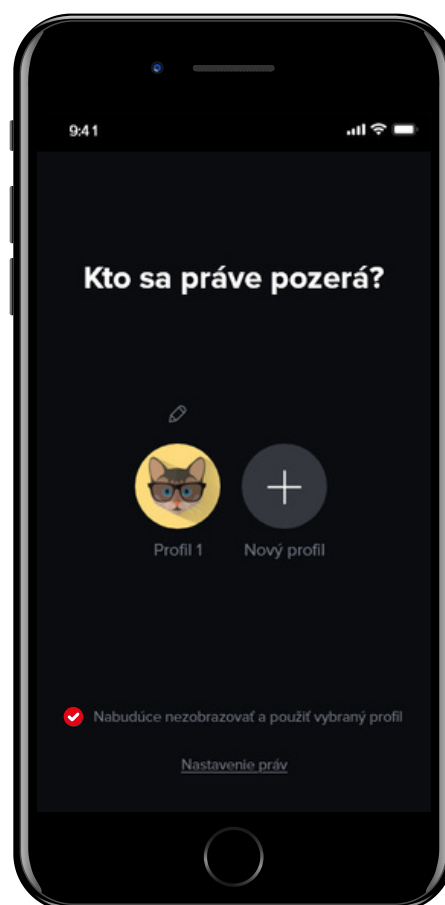 9:41
Kto sa práve pozerá?
Profil 1
Nový profil
Nabudúce nezobrazovať a použiť vybraný profil
Nastavenie práv